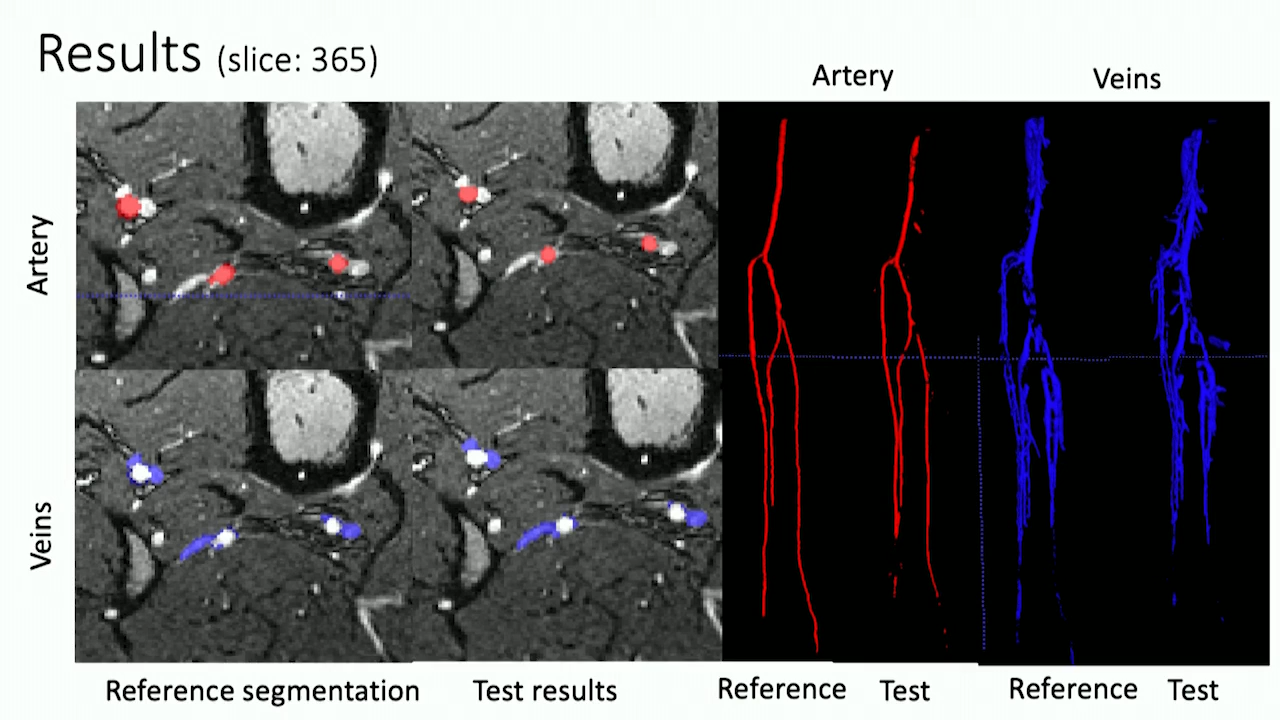 Results (slice: 365)
Artery
Veins
Artery
Veins
Reference segmentation
Test results
Reference
Test
Reference
Test